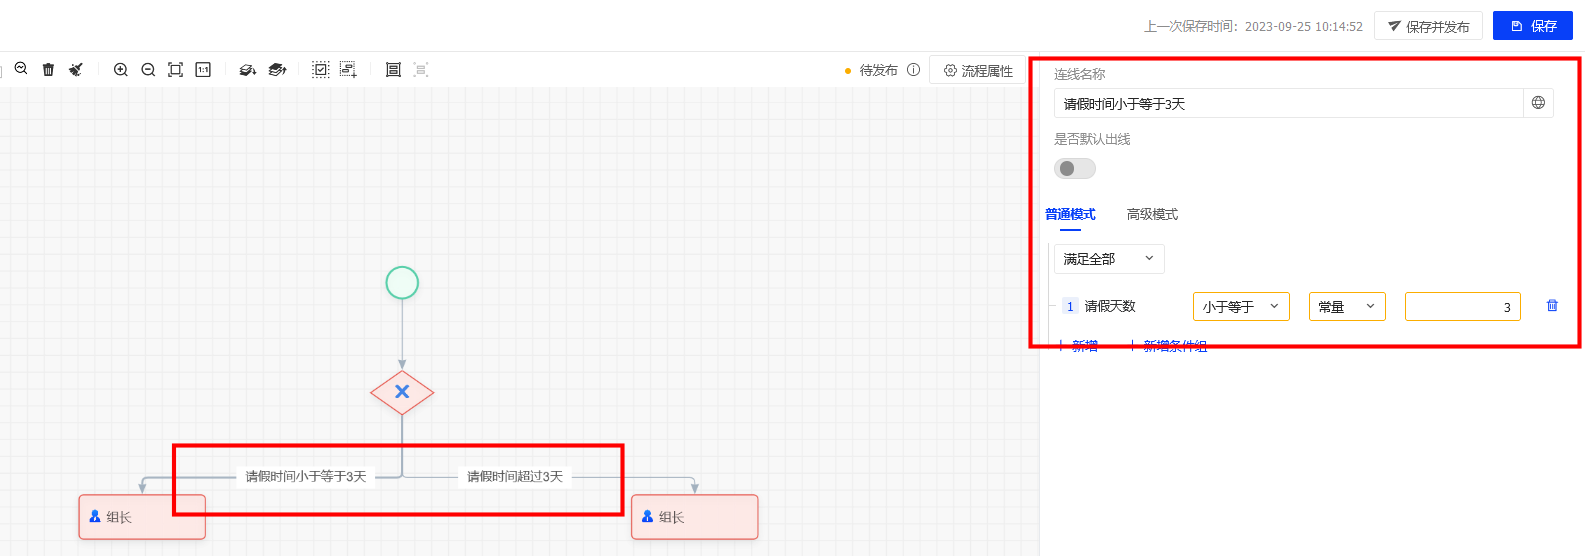 上一次保存时间: 2023-09-25 10:14:52 保存并发布 保存
1:1 待发布 流程属性
连线名称
请假时间小于等于3天
是否默认出线
普通模式 高级模式
满足全部
1 请假天数 小于等于 常量 3
新增 新增条件组
请假时间小于等于3天 请假时间超过3天
组长 组长